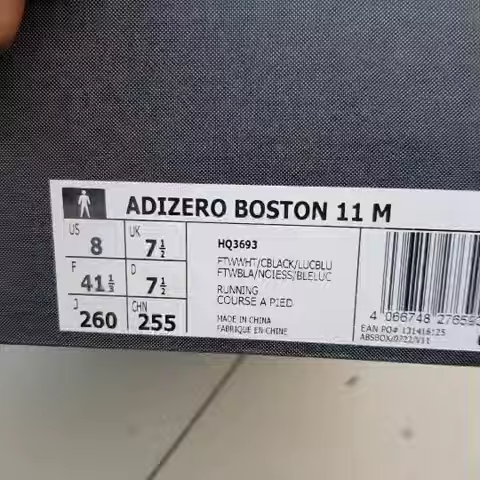 ADIZERO BOSTON 11 M
US 8 UK 7½
F 41⅓ D 7½
J 260 CHN 255
HQ3693
FTWWHT/CBLACK/LUCBLU
FTWBLA/NOIESS/BLELUC
RUNNING
COURSE A PIED
MADE IN CHINA
FABRIQUE EN CHINE
4 066748 27659
EAN PO# 131416125
ABSBOX/0722/V11